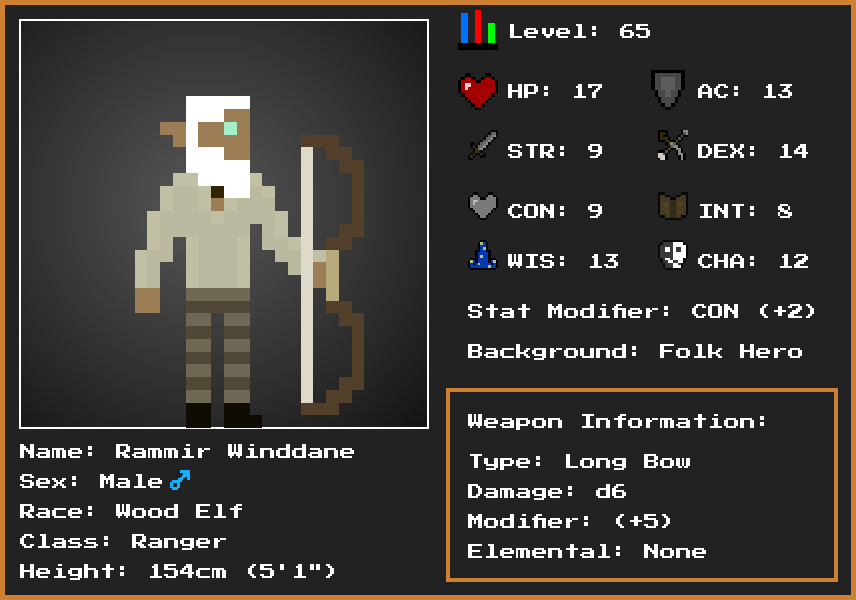 Level: 65
HP: 17
AC: 13
STR: 9
DEX: 14
CON: 9
INT: 8
WIS: 13
CHA: 12
Stat Modifier: CON (+2)
Background: Folk Hero
Weapon Information:
Type: Long Bow
Damage: d6
Modifier: (+5)
Elemental: None
Name: Rammir Winddane
Sex: Male ♂
Race: Wood Elf
Class: Ranger
Height: 154cm (5'1")